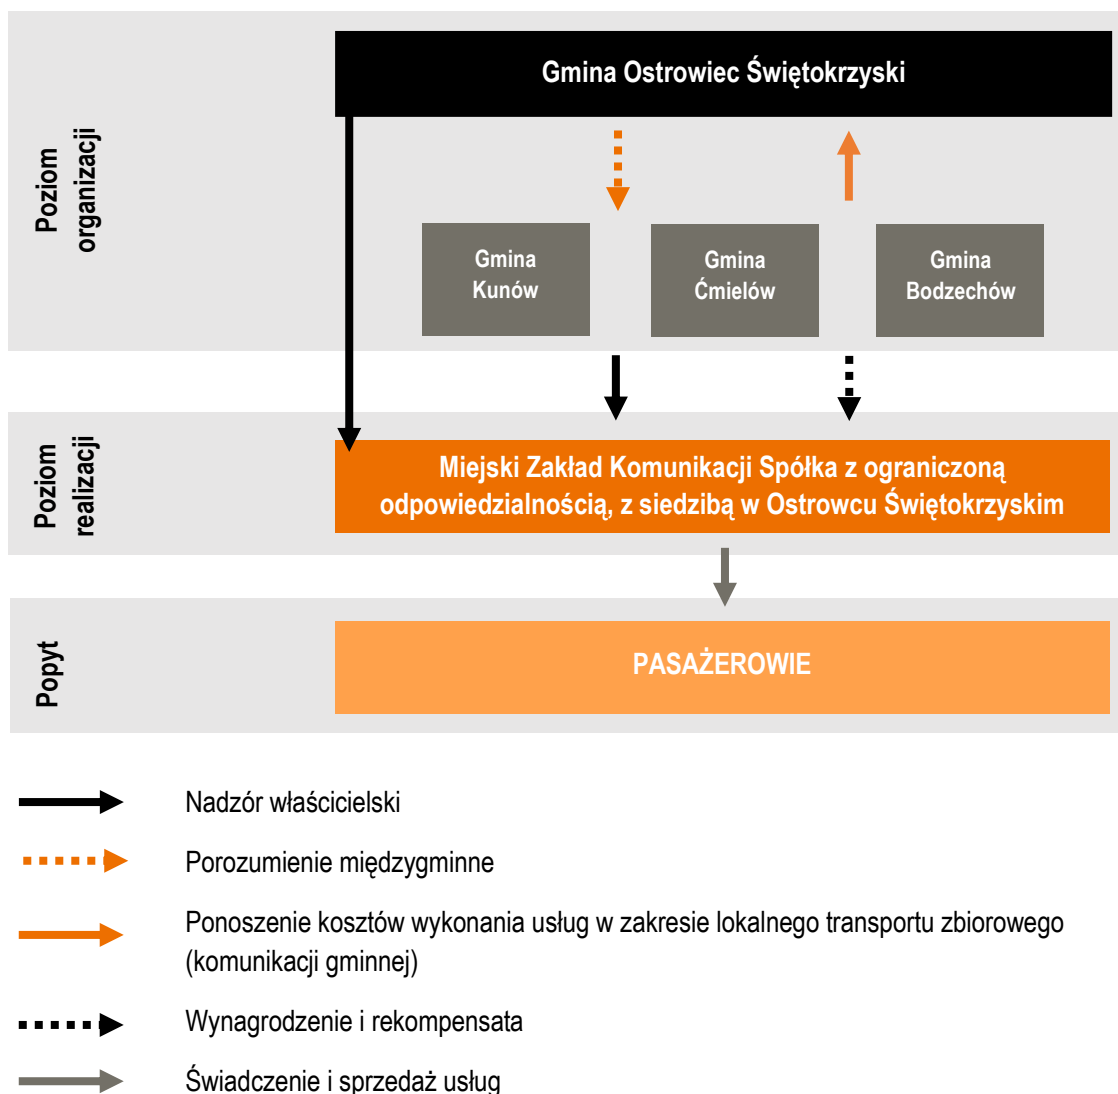 Gmina Ostrowiec Świętokrzyski
Poziom
organizacji
Gmina
Kunów
Gmina
Ćmielów
Gmina
Bodzechów
Poziom
realizacji
Miejski Zakład Komunikacji Spółka z ograniczoną
odpowiedzialnością, z siedzibą w Ostrowcu Świętokrzyskim
Popyt
PASAŻEROWIE
Nadzór właścicielski
Porozumienie międzygminne
Ponoszenie kosztów wykonania usług w zakresie lokalnego transportu zbiorowego
(komunikacji gminnej)
Wynagrodzenie i rekompensata
Świadczenie i sprzedaż usług